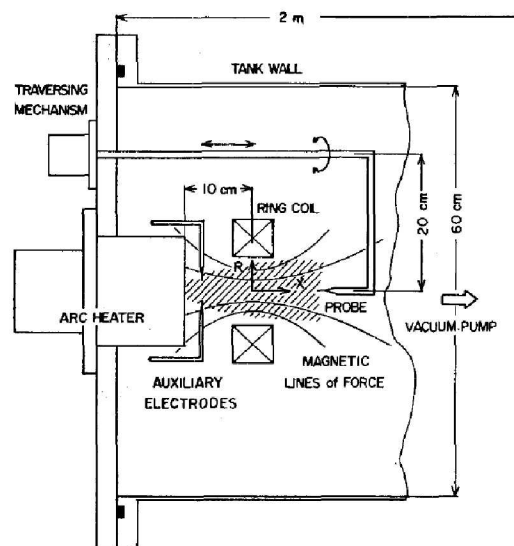 2 m
TANK WALL
TRAVERSING
MECHANISM
10 cm
RING COIL
20 cm
60 cm
R
X
ARC HEATER
PROBE
VACUUM PUMP
AUXILIARY
ELECTRODES
MAGNETIC
LINES of FORCE